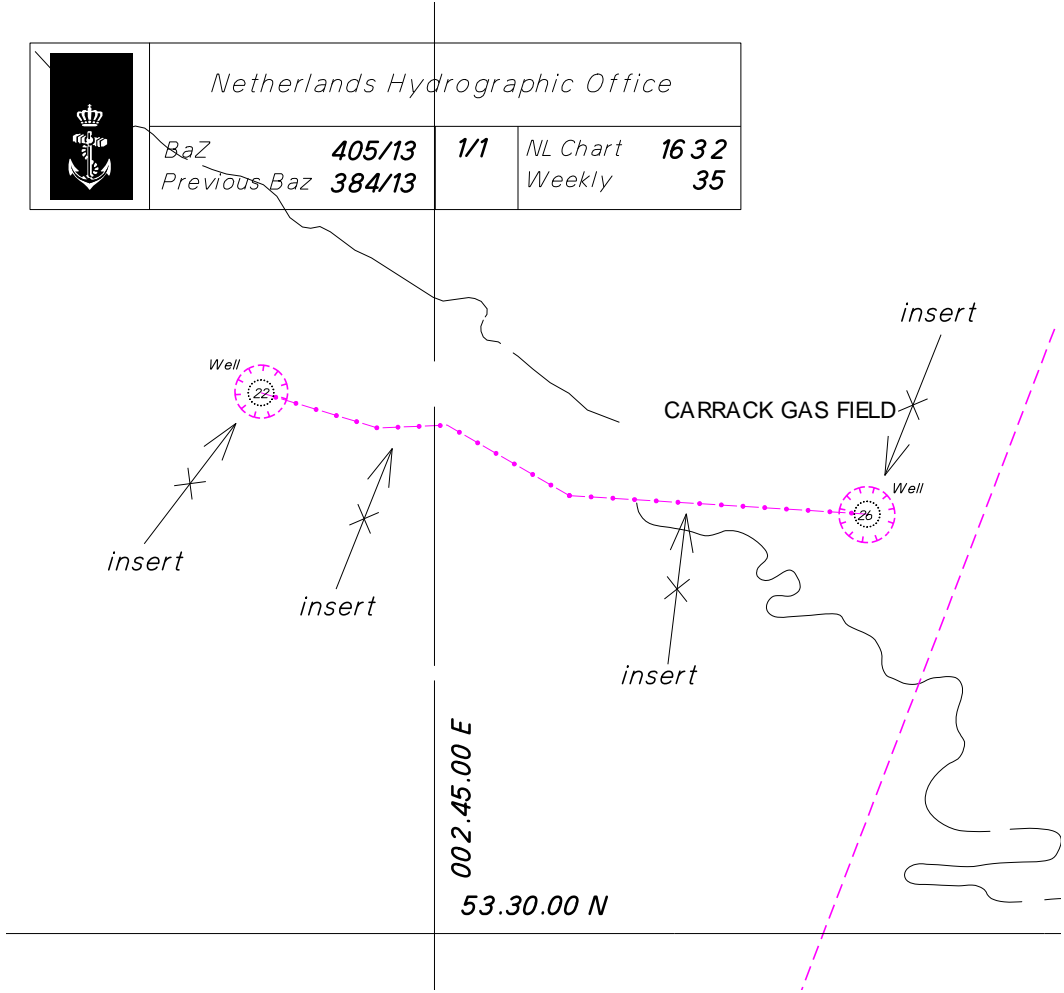 Netherlands Hydrographic Office
BaZ 405/13 1/1 NL Chart 1632
Previous Baz 384/13 Weekly 35
insert
Well
22
CARRACK GAS FIELD
Well
26
insert
insert
insert
002.45.00 E
53.30.00 N